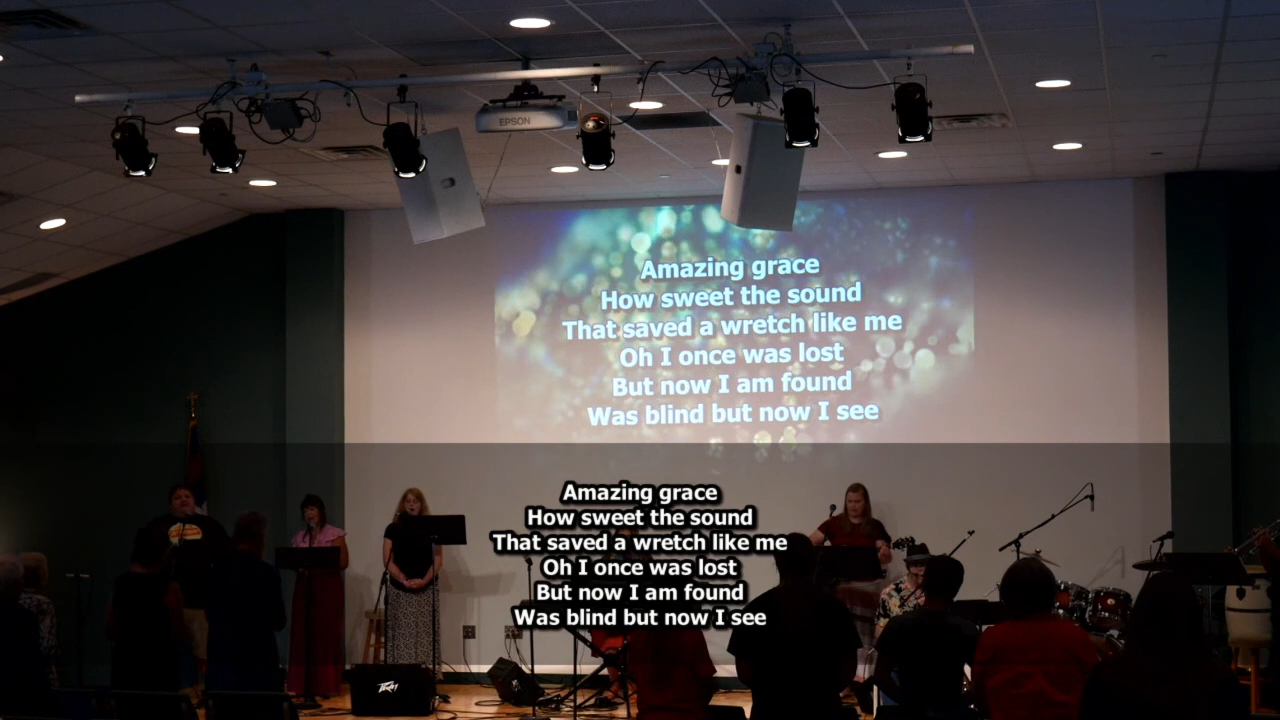 EPSON
Amazing grace
How sweet the sound
That saved a wretch like me
Oh I once was lost
But now I am found
Was blind but now I see
Amazing grace
How sweet the sound
That saved a wretch like me
Oh I once was lost
But now I am found
Was blind but now I see
PEAVEY